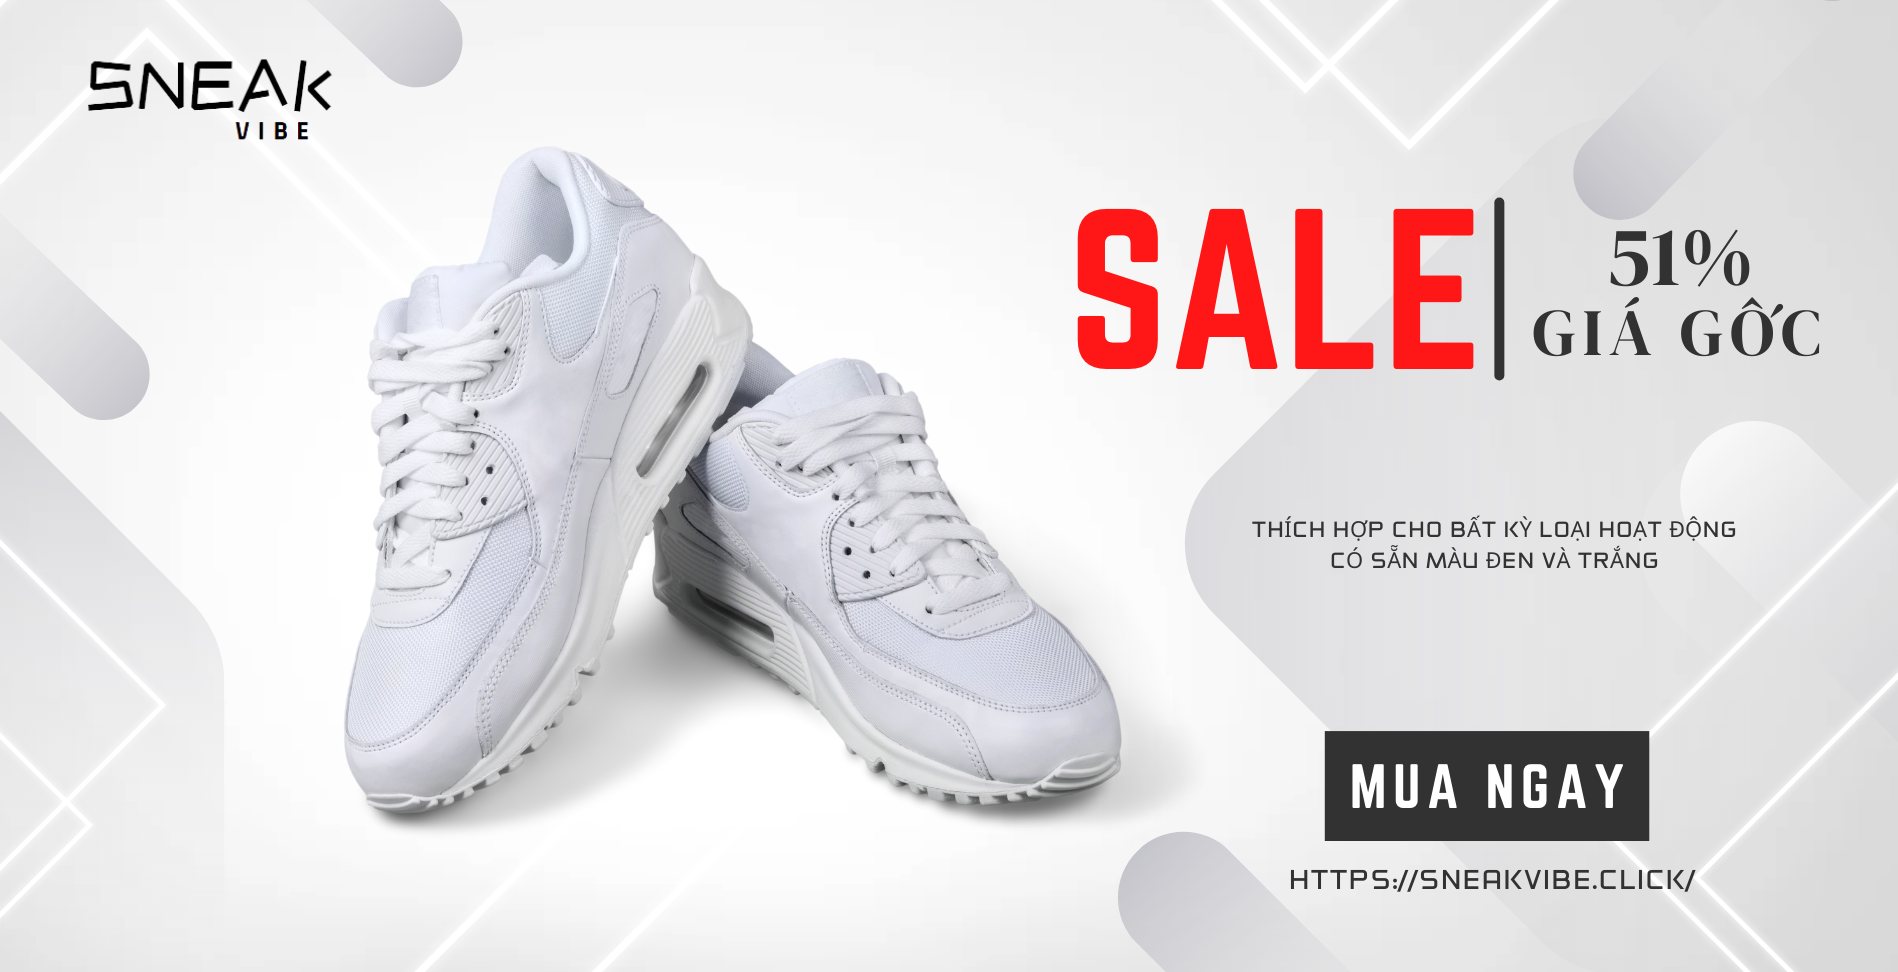 SNEAK
VIBE
SALE
51%
GIÁ GỐC
THÍCH HỢP CHO BẤT KỲ LOẠI HOẠT ĐỘNG
CÓ SẴN MÀU ĐEN VÀ TRẮNG
MUA NGAY
HTTPS://SNEAKVIBE.CLICK/